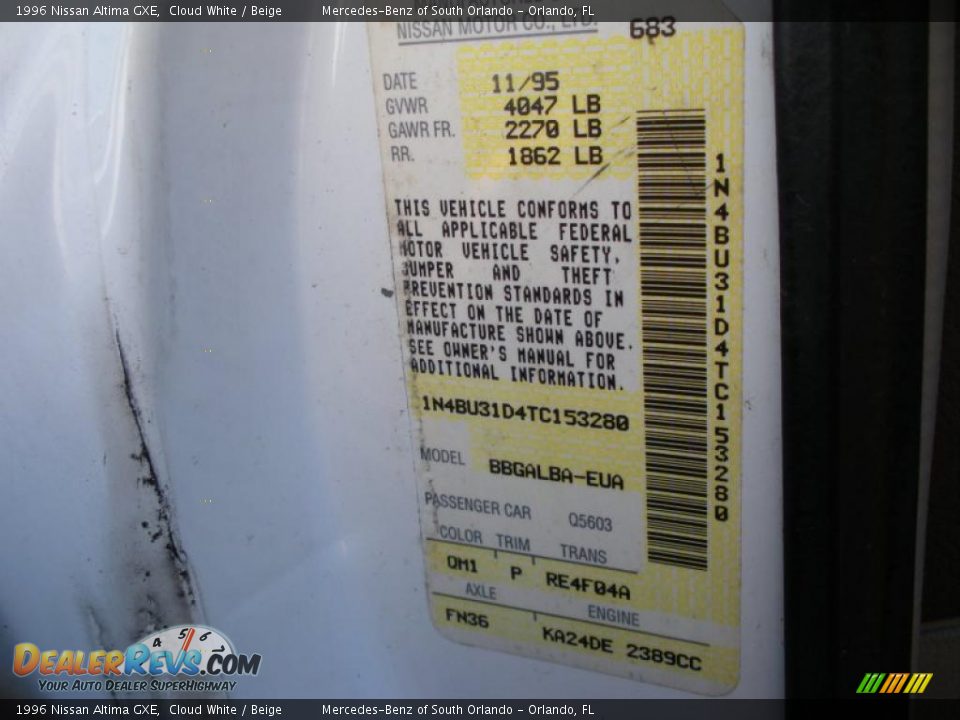 1996 Nissan Altima GXE, Cloud White / Beige Mercedes-Benz of South Orlando - Orlando, FL
NISSAN MOTOR CO., LTD. 683
DATE 11/95
GVWR 4047 LB
GAWR FR. 2270 LB
RR. 1862 LB
THIS VEHICLE CONFORMS TO
ALL APPLICABLE FEDERAL
MOTOR VEHICLE SAFETY,
BUMPER AND THEFT
PREVENTION STANDARDS IN
EFFECT ON THE DATE OF
MANUFACTURE SHOWN ABOVE.
SEE OWNER'S MANUAL FOR
ADDITIONAL INFORMATION.
1N4BU31D4TC153280
1N4BU31D4TC153280
MODEL BBGALBA-EUA
PASSENGER CAR Q5603
COLOR TRIM TRANS
QM1 P RE4F04A
AXLE ENGINE
FN36 KA24DE 2389CC
4 5 6
DEALERREVS.COM
YOUR AUTO DEALER SUPERHIGHWAY
1996 Nissan Altima GXE, Cloud White / Beige Mercedes-Benz of South Orlando - Orlando, FL